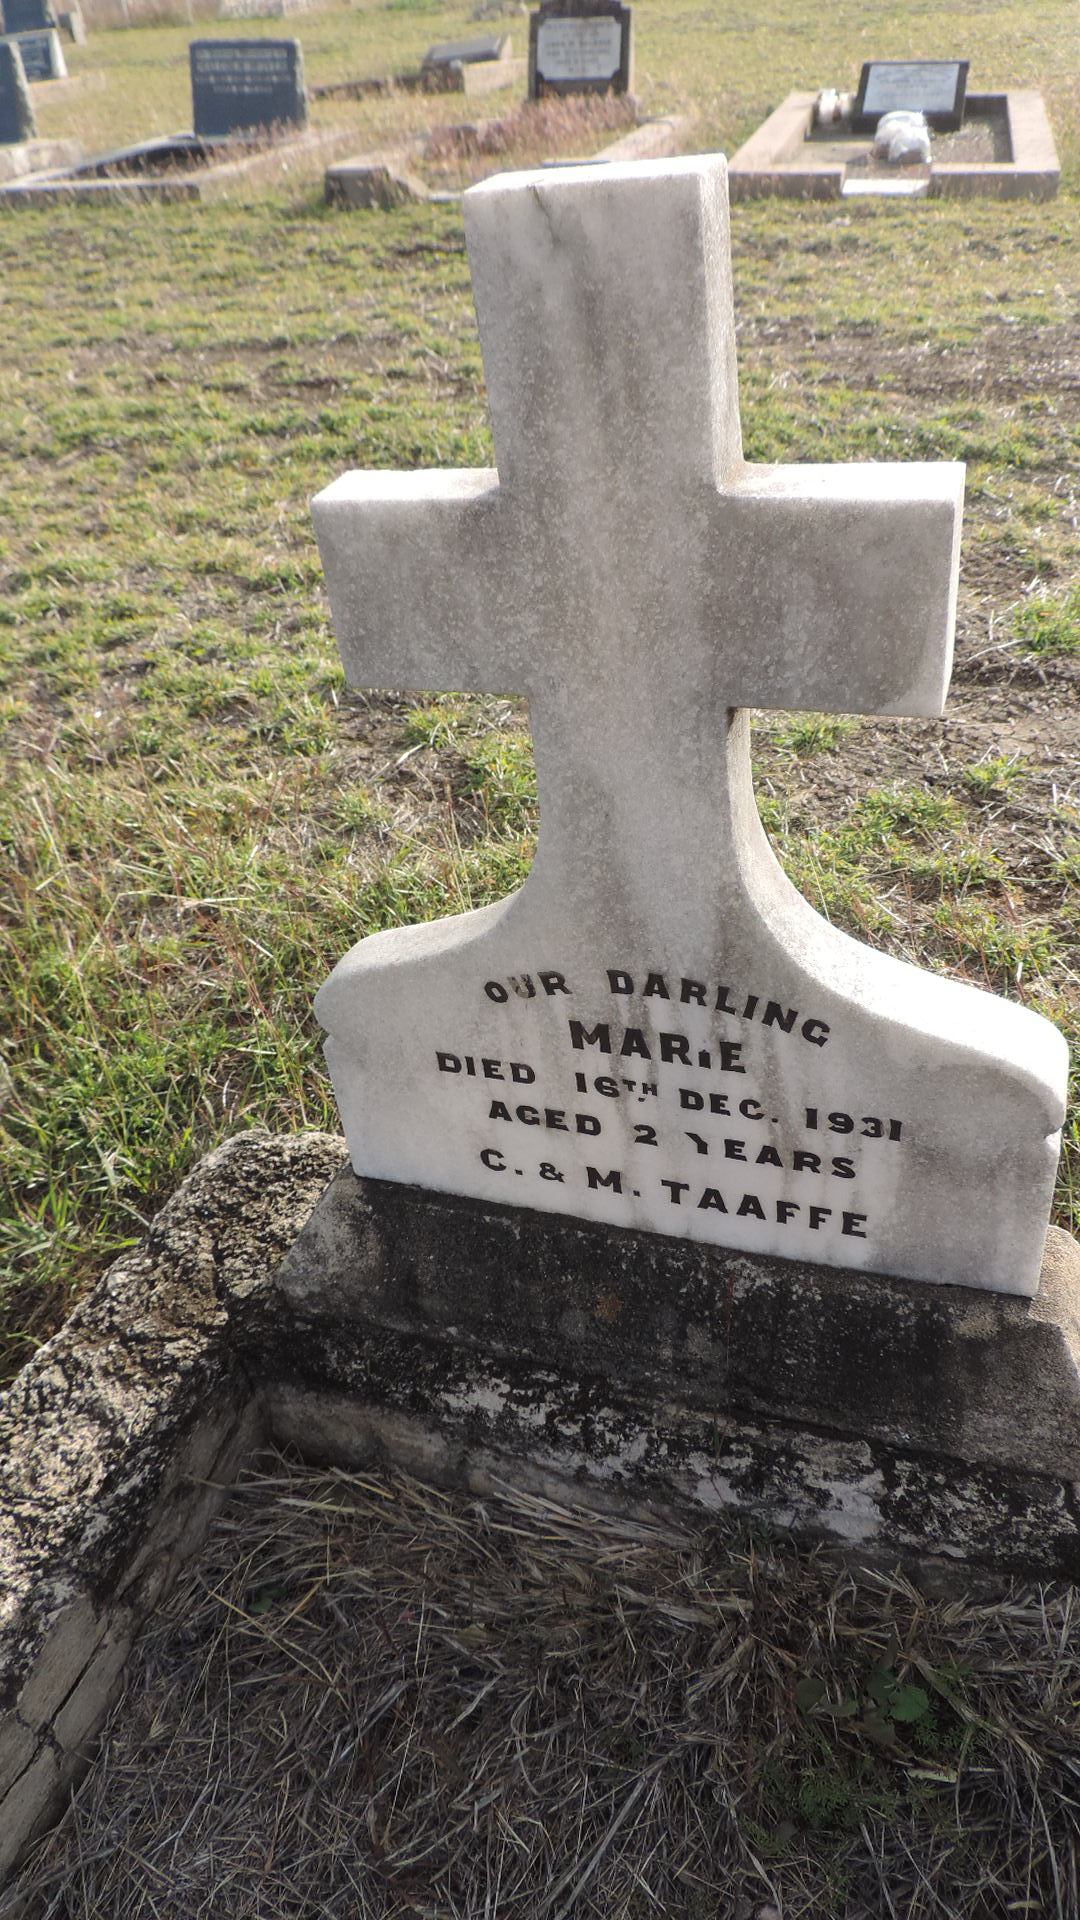 OUR DARLING
MARIE
DIED 16TH DEC. 1931
AGED 2 YEARS
C. & M. TAAFFE